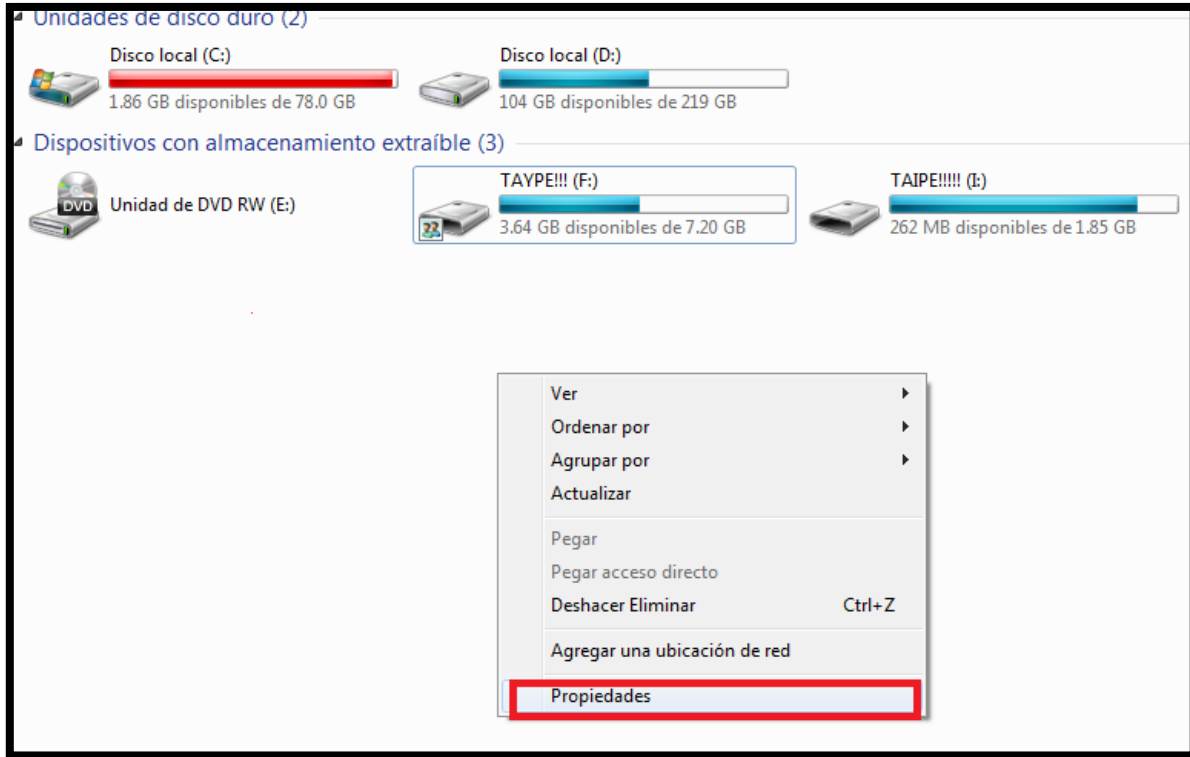 Unidades de disco duro (2)
Disco local (C:)
1.86 GB disponibles de 78.0 GB
Disco local (D:)
104 GB disponibles de 219 GB
Dispositivos con almacenamiento extraíble (3)
DVD
Unidad de DVD RW (E:)
TAYPE!!! (F:)
3.64 GB disponibles de 7.20 GB
TAIPE!!!!! (I:)
262 MB disponibles de 1.85 GB
Ver
Ordenar por
Agrupar por
Actualizar
Pegar
Pegar acceso directo
Deshacer Eliminar Ctrl+Z
Agregar una ubicación de red
Propiedades